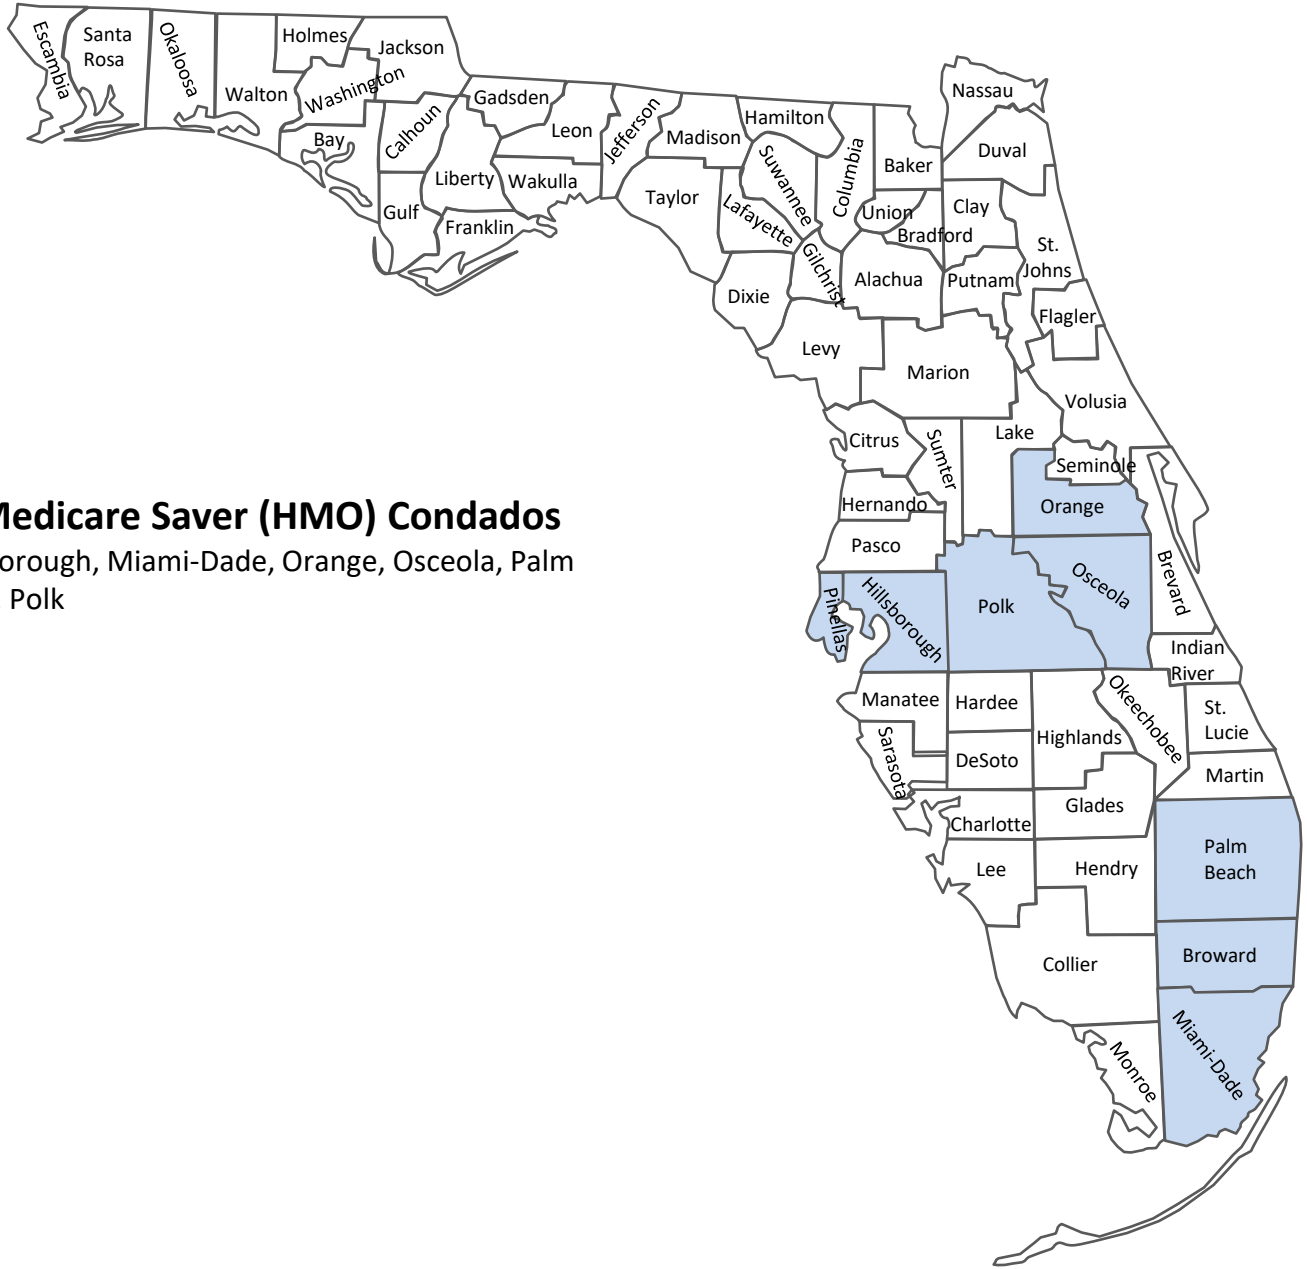 Escambia
Santa
Rosa
Okaloosa
Walton
Holmes
Washington
Jackson
Bay
Calhoun
Gulf
Gadsden
Liberty
Franklin
Leon
Wakulla
Jefferson
Madison
Taylor
Hamilton
Suwannee
Lafayette
Dixie
Columbia
Gilchrist
Baker
Union
Bradford
Alachua
Levy
Nassau
Duval
Clay
St.
Johns
Putnam
Flagler
Marion
Volusia
Citrus
Sumter
Lake
Seminole
Hernando
Orange
Pasco
Medicare Saver (HMO) Condados
orough, Miami-Dade, Orange, Osceola, Palm
Polk
Pinellas
Hillsborough
Polk
Osceola
Brevard
Indian
River
Manatee
Hardee
Highlands
Okeechobee
St.
Lucie
Sarasota
DeSoto
Martin
Charlotte
Glades
Lee
Hendry
Palm
Beach
Collier
Broward
Monroe
Miami-Dade